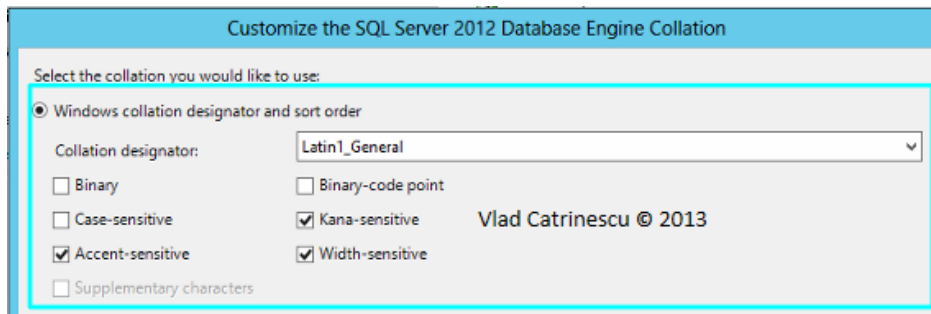 Customize the SQL Server 2012 Database Engine Collation
Select the collation you would like to use:
Windows collation designator and sort order
Collation designator: Latin1_General
Binary Binary-code point
Case-sensitive Kana-sensitive Vlad Catrinescu © 2013
Accent-sensitive Width-sensitive
Supplementary characters